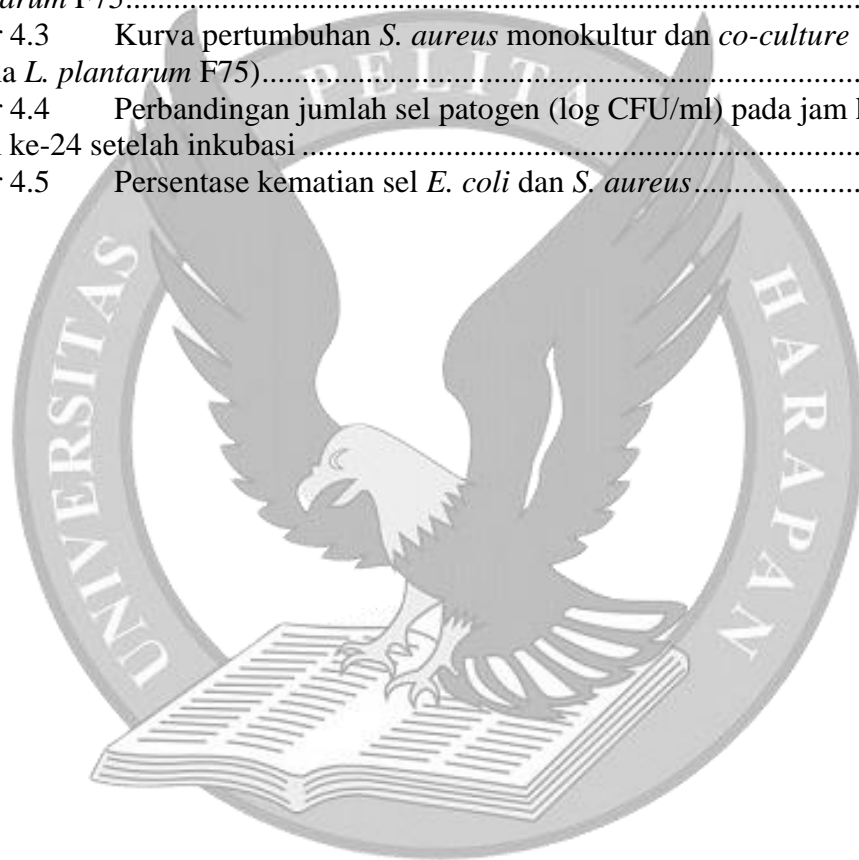 arum F75
r 4.3 Kurva pertumbuhan S. aureus monokultur dan co-culture
a L. plantarum F75)
r 4.4 Perbandingan jumlah sel patogen (log CFU/ml) pada jam
ke-24 setelah inkubasi
r 4.5 Persentase kematian sel E. coli dan S. aureus
UNIVERSITAS PELITA HARAPAN